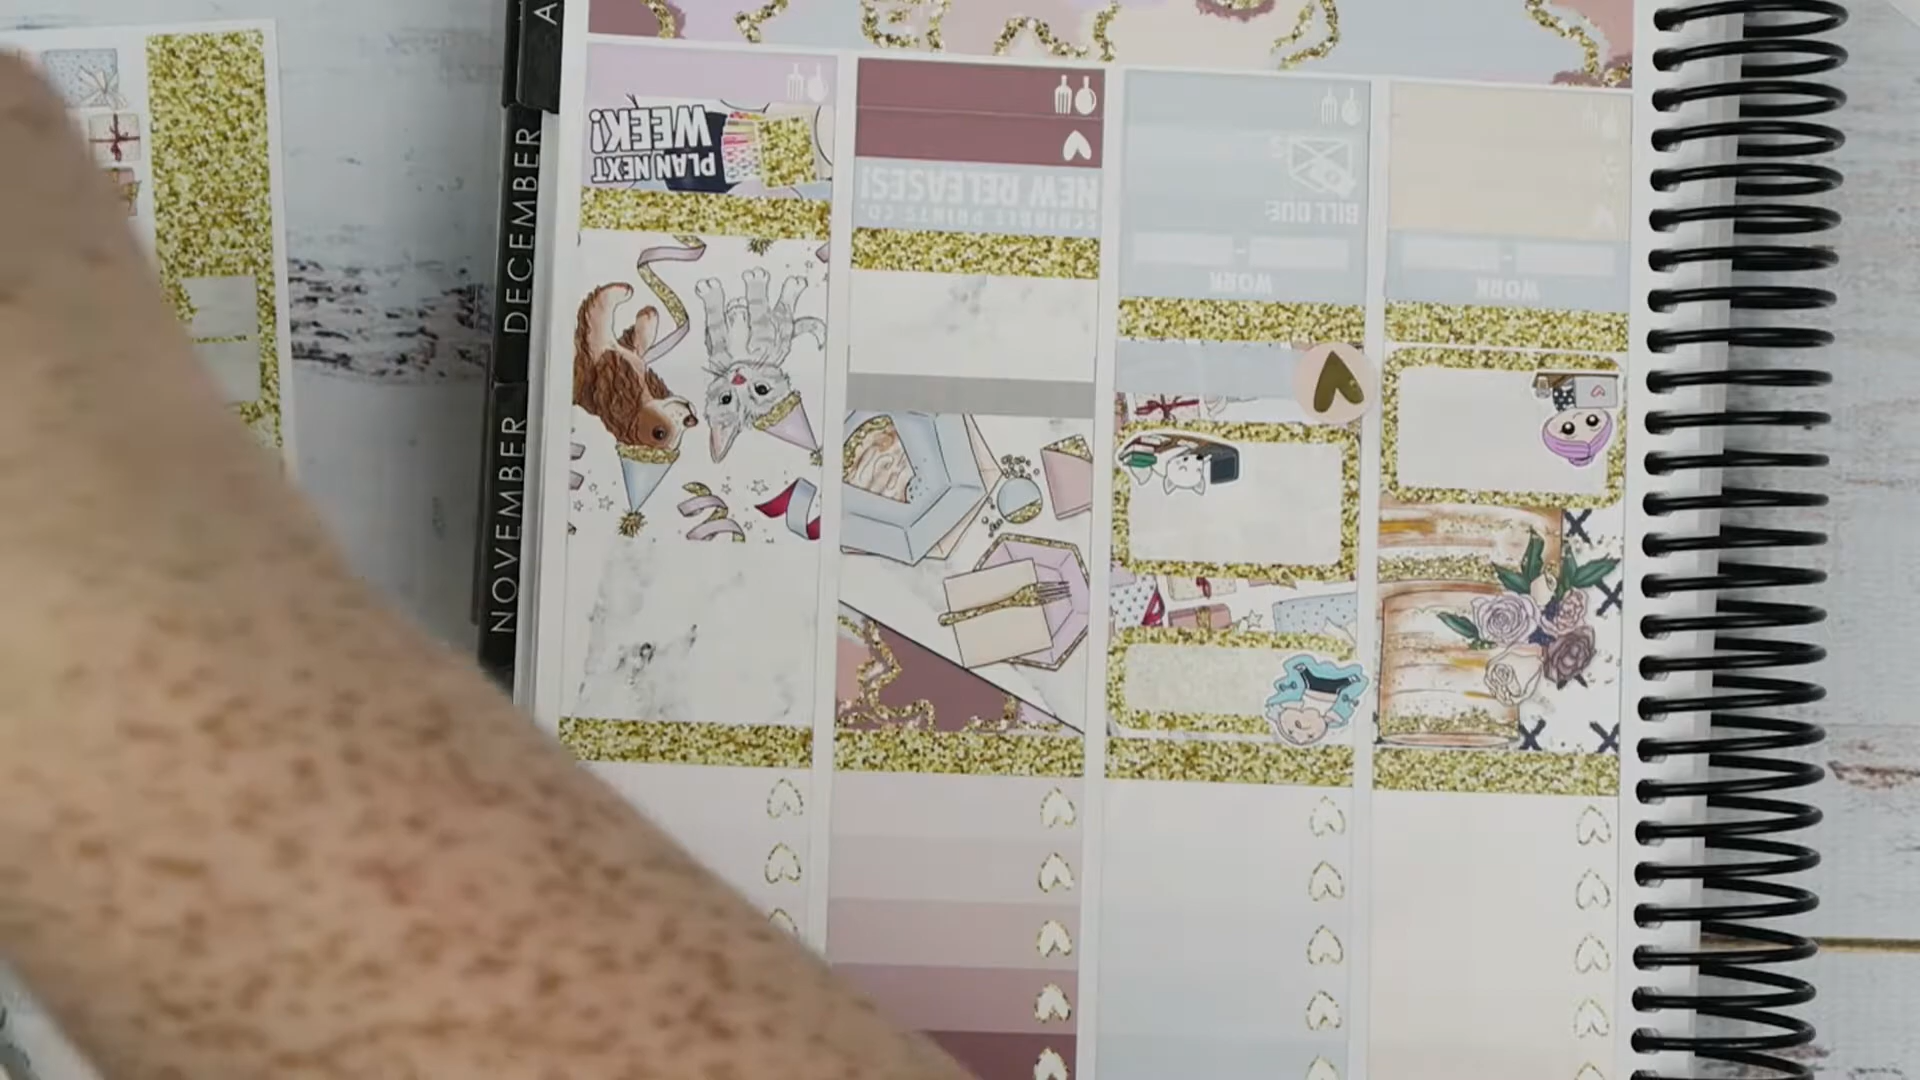 A
DECEMBER
NOVEMBER
PLAN NEXT
WEEK!
SCRIBBLE PRINTS CO.
NEW RELEASES!
BILL DUE
WORK
WORK